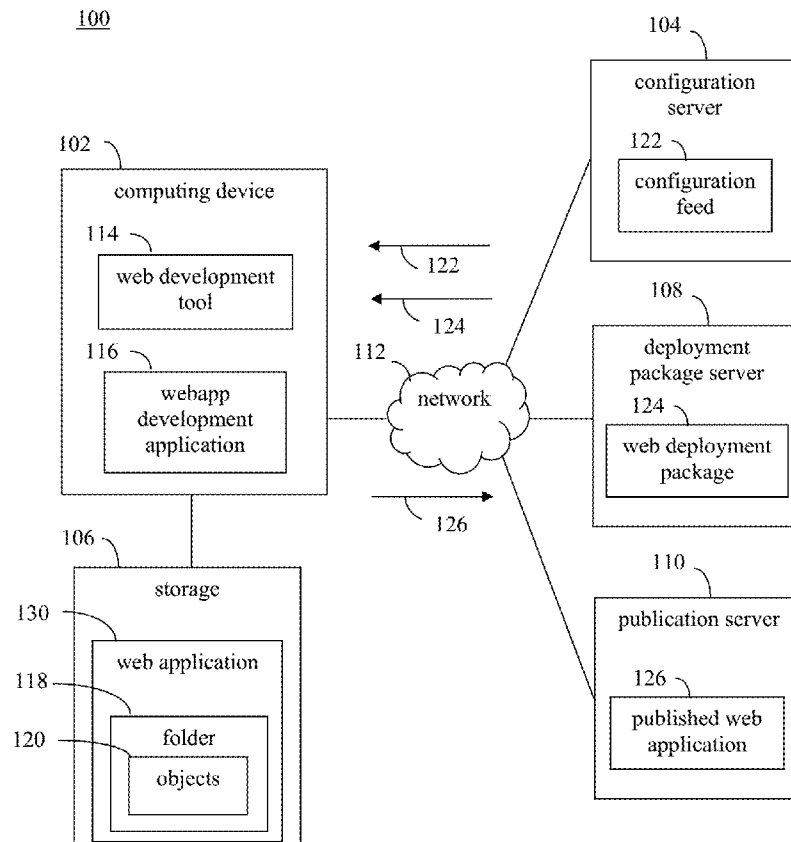 100
104
configuration
server
122
configuration
feed
102
computing device
114
web development
tool
122
124
116
webapp
development
application
112
network
108
deployment
package server
124
web deployment
package
126
106
storage
130
web application
118
folder
120
objects
110
publication server
126
published web
application